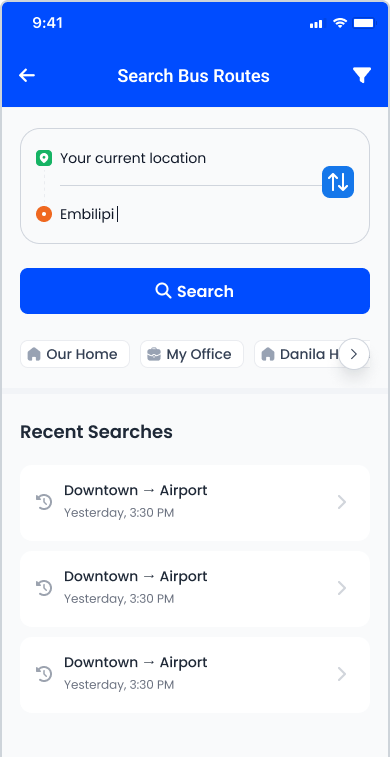 9:41
Search Bus Routes
Your current location
Embilipi
Search
Our Home
My Office
Danila H
Recent Searches
Downtown → Airport
Yesterday, 3:30 PM
Downtown → Airport
Yesterday, 3:30 PM
Downtown → Airport
Yesterday, 3:30 PM